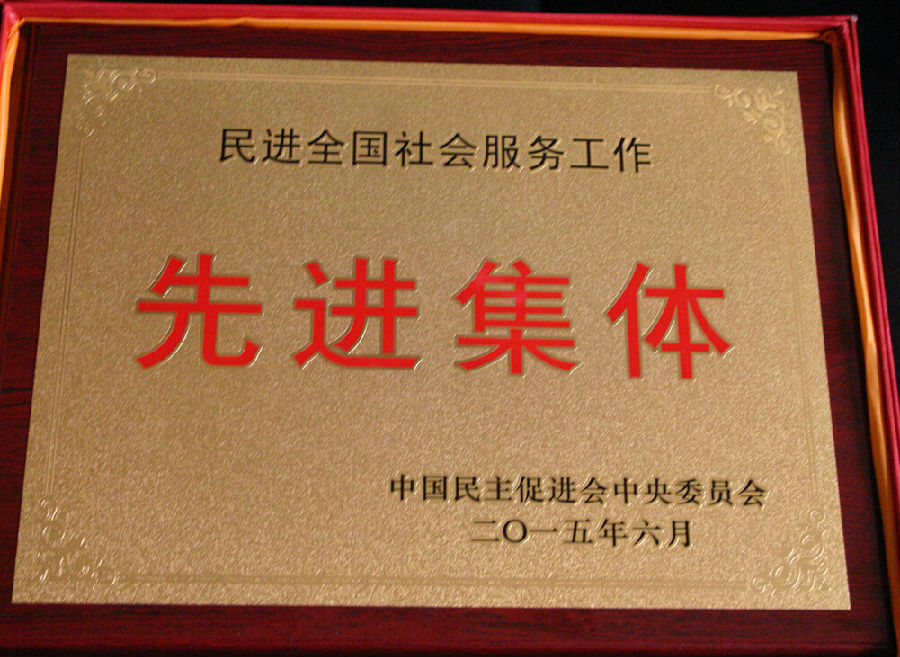 民进全国社会服务工作
先进集体
中国民主促进会中央委员会
二〇一五年六月